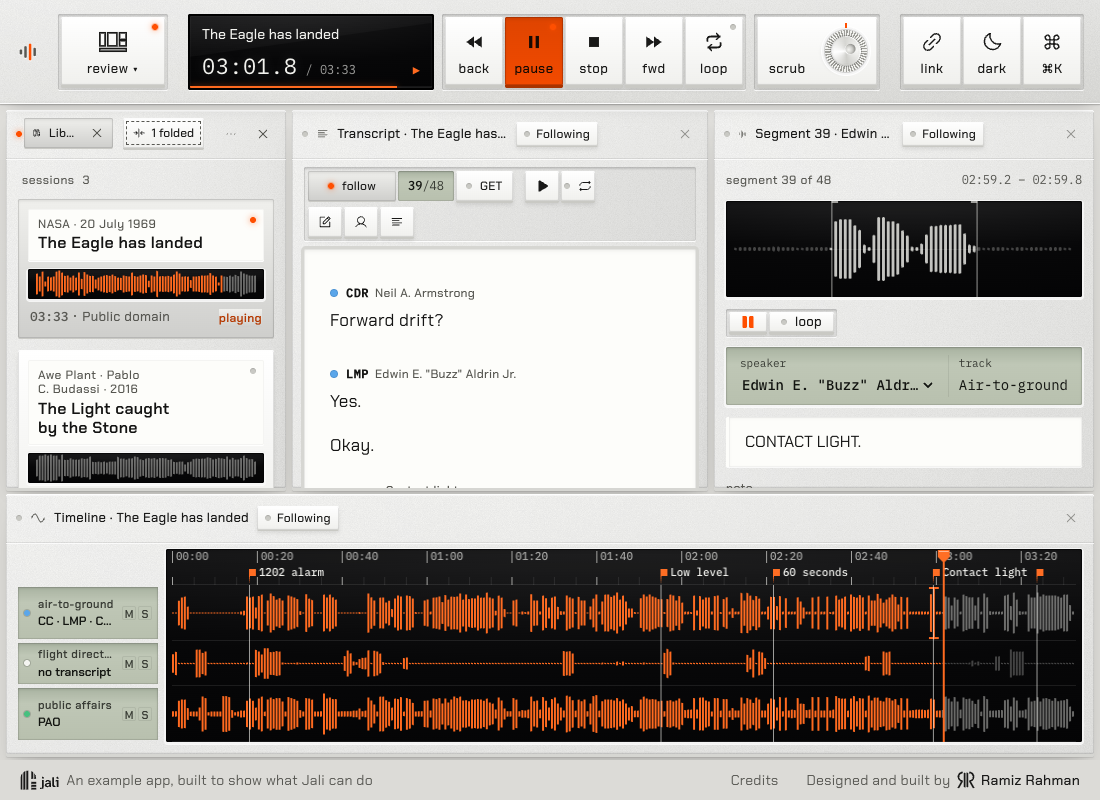 The Eagle has landed
03:01.8 / 03:33
review
back
pause
stop
fwd
loop
scrub
link
dark
⌘K
Lib…
1 folded
Transcript · The Eagle has…
Following
Segment 39 · Edwin …
Following
sessions 3
NASA · 20 July 1969
The Eagle has landed
03:33 · Public domain
playing
Awe Plant · Pablo
C. Budassi · 2016
The Light caught
by the Stone
follow
39/48
GET
CDR Neil A. Armstrong
Forward drift?
LMP Edwin E. "Buzz" Aldrin Jr.
Yes.
Okay.
segment 39 of 48
02:59.2 – 02:59.8
loop
speaker
Edwin E. "Buzz" Aldr…
track
Air-to-ground
CONTACT LIGHT.
Timeline · The Eagle has landed
Following
00:00 00:20 00:40 01:00 01:20 01:40 02:00 02:20 02:40 3:00 03:20
1202 alarm
Low level
60 seconds
Contact light
air-to-ground
CC · LMP · C…
M S
flight direct…
no transcript
M S
public affairs
PAO
M S
jali
An example app, built to show what Jali can do
Credits
Designed and built by
Ramiz Rahman